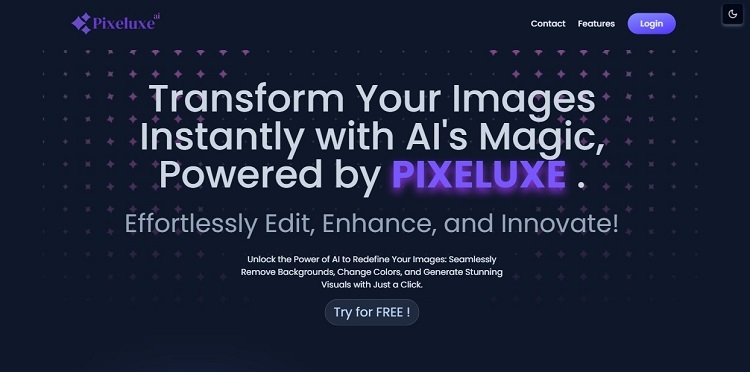 Pixeluxe ai
Contact Features Login
Transform Your Images
Instantly with AI's Magic,
Powered by PIXELUXE .
Effortlessly Edit, Enhance, and Innovate!
Unlock the Power of AI to Redefine Your Images: Seamlessly
Remove Backgrounds, Change Colors, and Generate Stunning
Visuals with Just a Click.
Try for FREE !